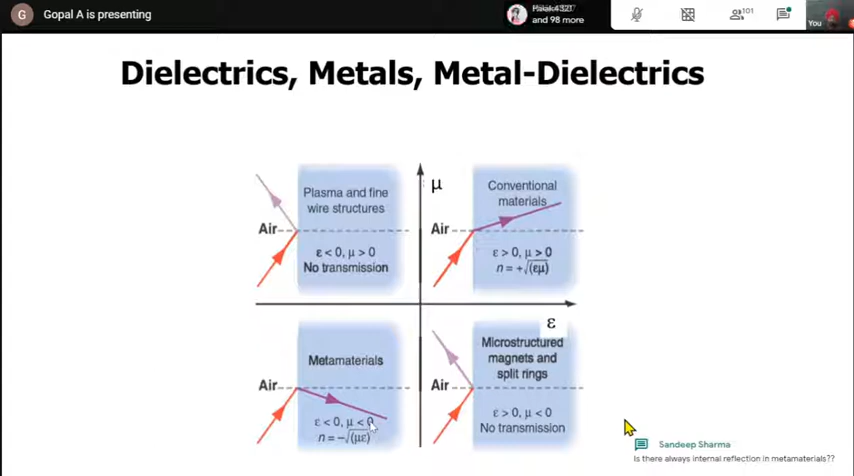 G Gopal A is presenting
and 98 more
101
You
Dielectrics, Metals, Metal-Dielectrics
μ
Plasma and fine
wire structures
Air
ε < 0, μ > 0
No transmission
Conventional
materials
Air
ε > 0, μ > 0
n = +√(εμ)
ε
Metamaterials
Air
ε < 0, μ < 0
n = −√(με)
Microstructured
magnets and
split rings
Air
ε > 0, μ < 0
No transmission
Sandeep Sharma
Is there always internal reflection in metamaterials??